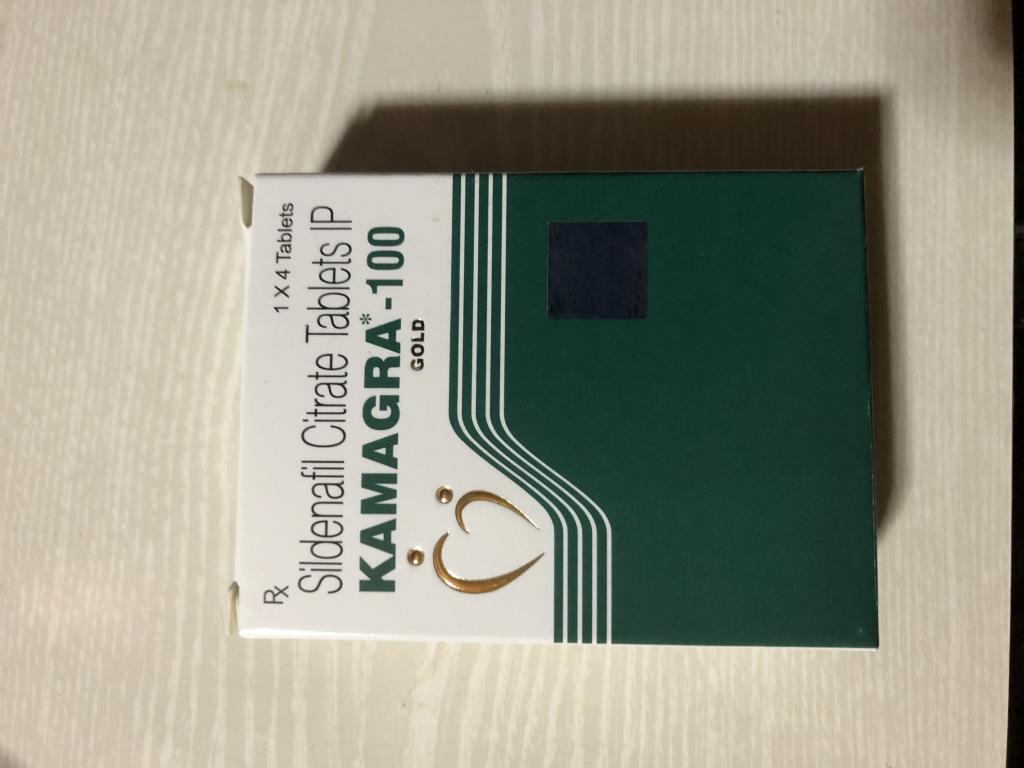 1 X 4 Tablets
Rx
Sildenafil Citrate Tablets IP
KAMAGRA*-100
GOLD